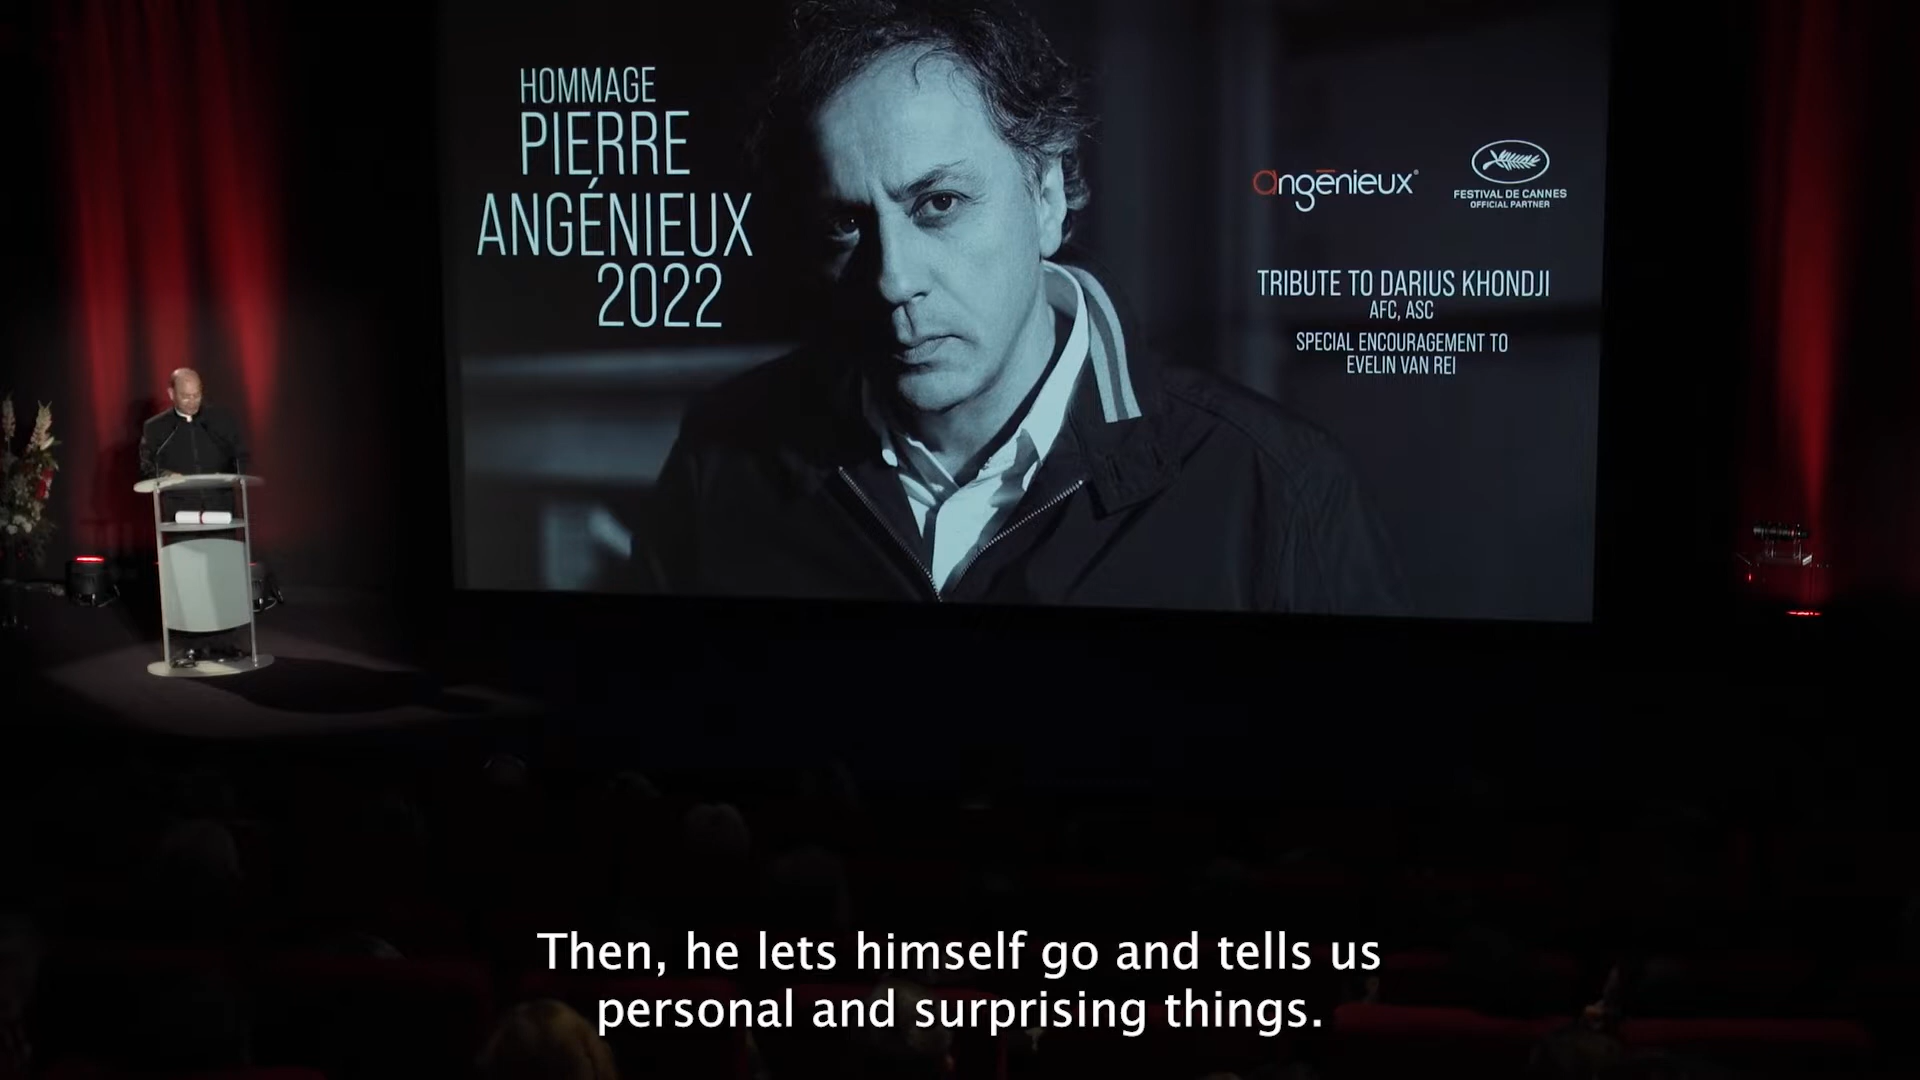 HOMMAGE
PIERRE
ANGÉNIEUX
2022
angénieux®
FESTIVAL DE CANNES
OFFICIAL PARTNER
TRIBUTE TO DARIUS KHONDJI
AFC, ASC
SPECIAL ENCOURAGEMENT TO
EVELIN VAN REI
Then, he lets himself go and tells us
personal and surprising things.